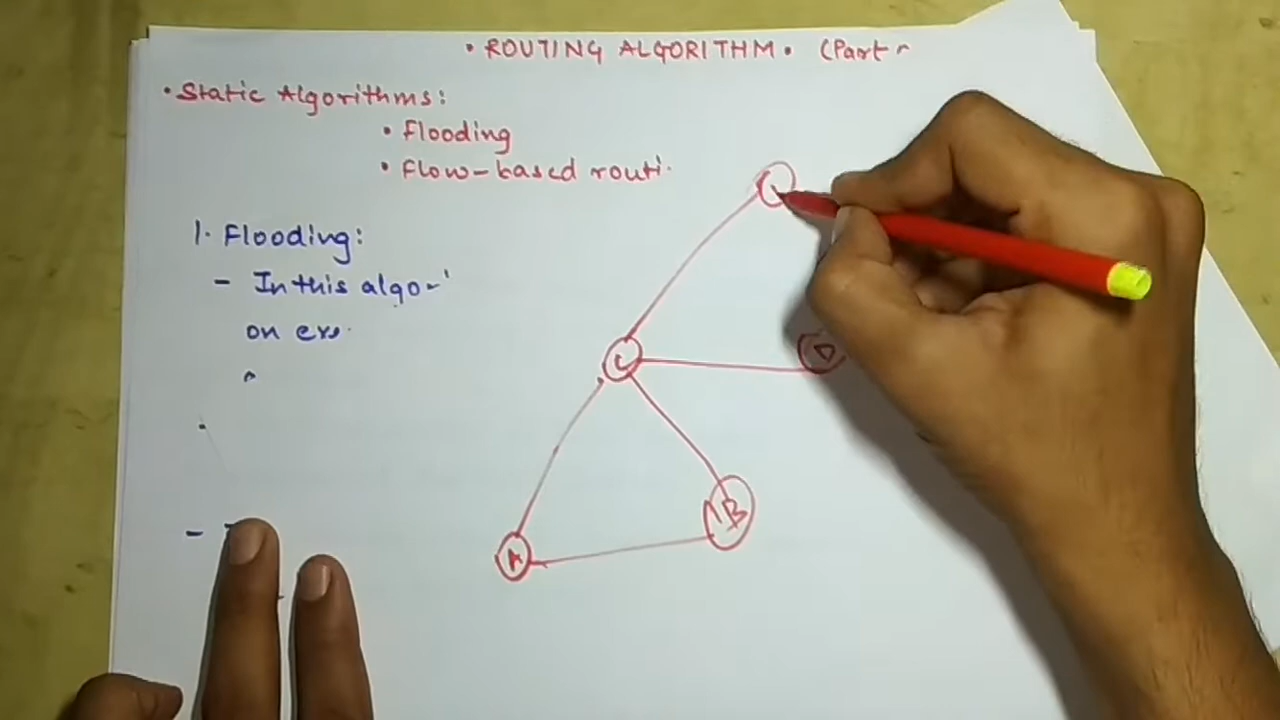 • ROUTING ALGORITHM • (Part
• Static Algorithms:
• Flooding
• Flow-based
1. Flooding:
- In this
on
C
D
B
A